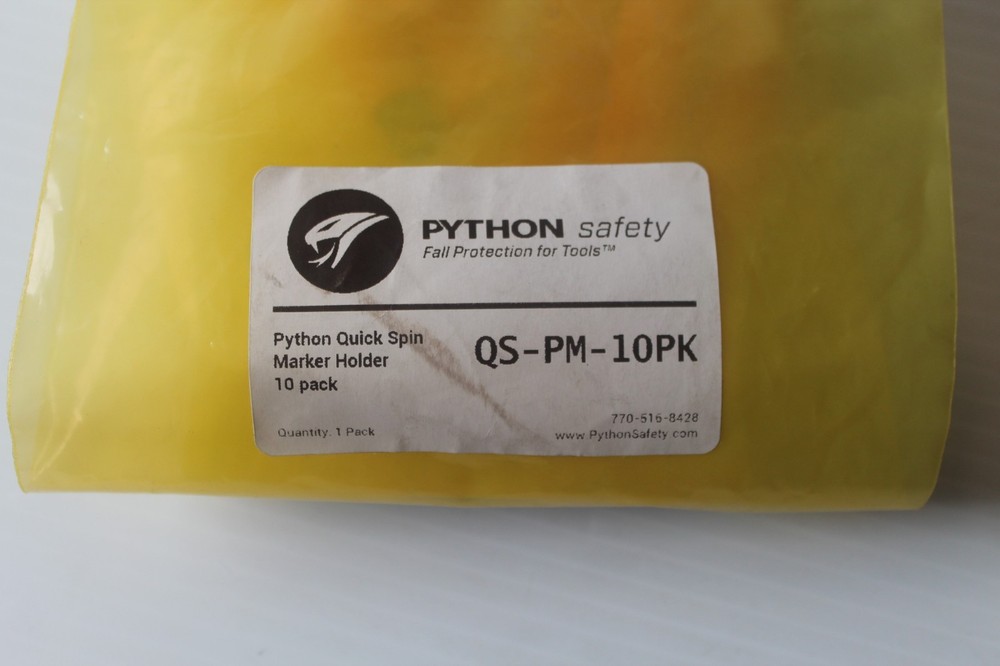 PYTHON safety
Fall Protection for Tools™
Python Quick Spin
Marker Holder
10 pack
QS-PM-10PK
Quantity. 1 Pack
770-516-8428
www.PythonSafety.com